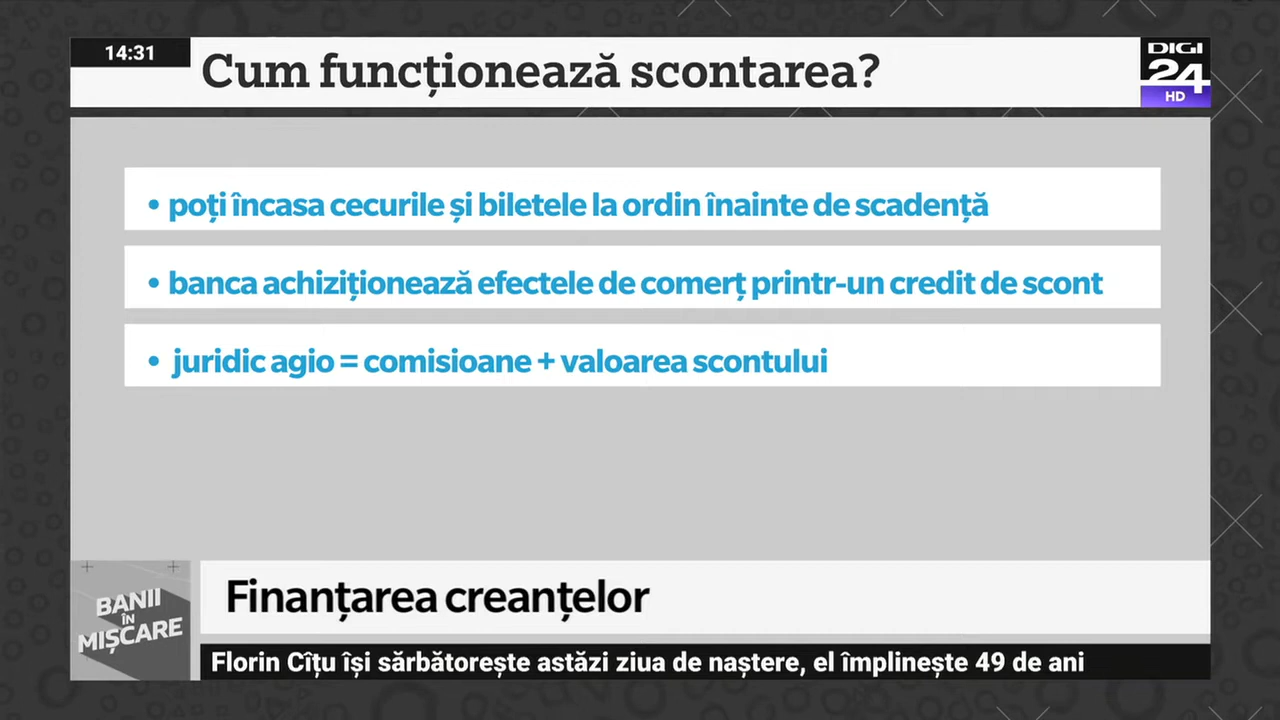 14:31
Cum funcționează scontarea?
DIGI
24
HD
• poți încasa cecurile și biletele la ordin înainte de scadență
• banca achiziționează efectele de comerț printr-un credit de scont
• juridic agio = comisioane + valoarea scontului
BANII
ÎN
MIȘCARE
Finanțarea creanțelor
Florin Cîțu își sărbătorește astăzi ziua de naștere, el împlinește 49 de ani